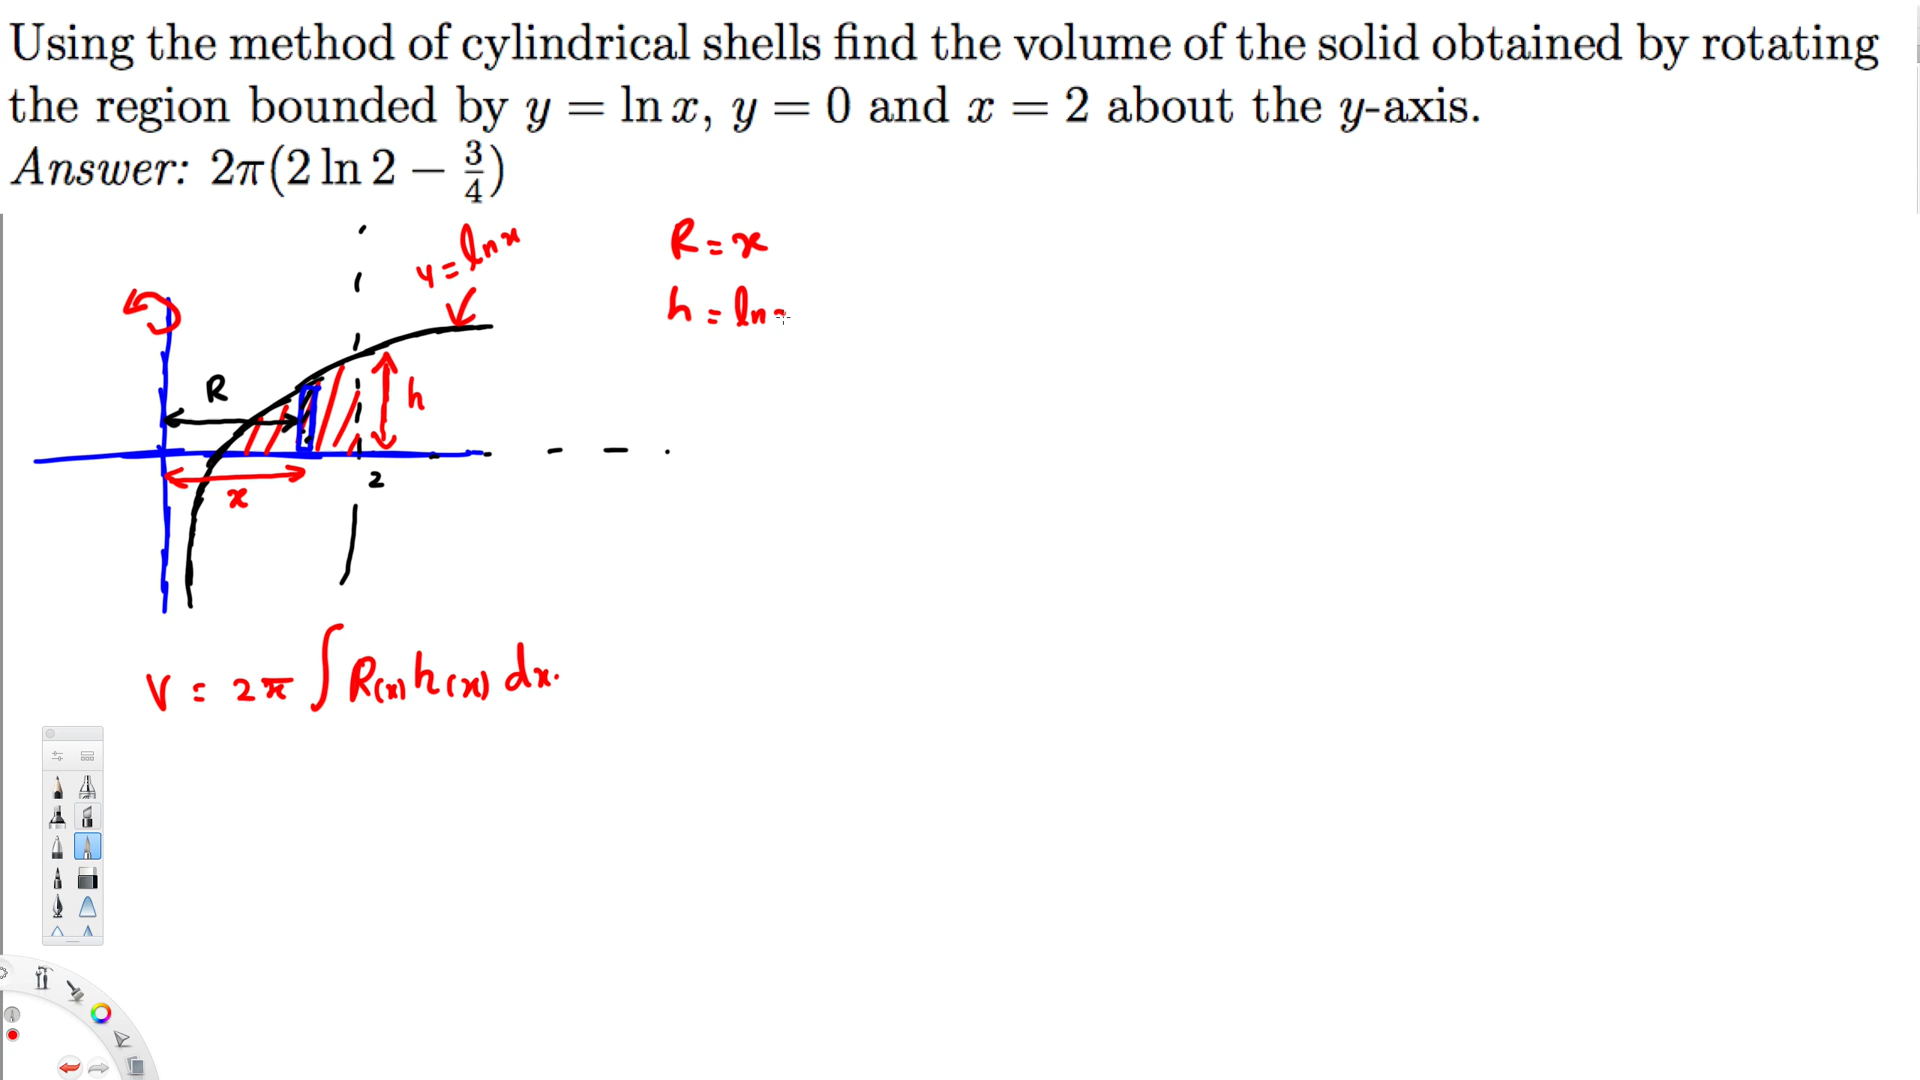 Using the method of cylindrical shells find the volume of the solid obtained by rotating
the region bounded by y = ln x, y = 0 and x = 2 about the y-axis.
Answer: 2π(2 ln 2 − 3/4)
y = ln x
R = x
h = ln
R
h
x
2
V = 2π ∫ R(x) h(x) dx.